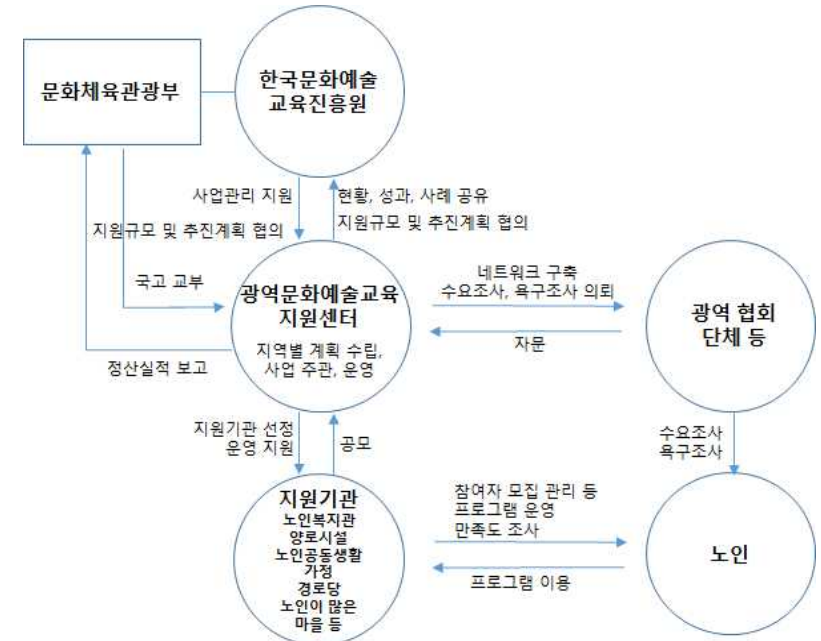 문화체육관광부
한국문화예술
교육진흥원
사업관리 지원
지원규모 및 추진계획 협의
현황, 성과, 사례 공유
지원규모 및 추진계획 협의
국고 교부
정산실적 보고
광역문화예술교육
지원센터
지역별 계획 수립,
사업 주관, 운영
네트워크 구축
수요조사, 욕구조사 의뢰
자문
광역 협회
단체 등
지원기관 선정
운영 지원
공모
수요조사
욕구조사
지원기관
노인복지관
양로시설
노인공동생활
가정
경로당
노인이 많은
마을 등
참여자 모집 관리 등
프로그램 운영
만족도 조사
프로그램 이용
노인